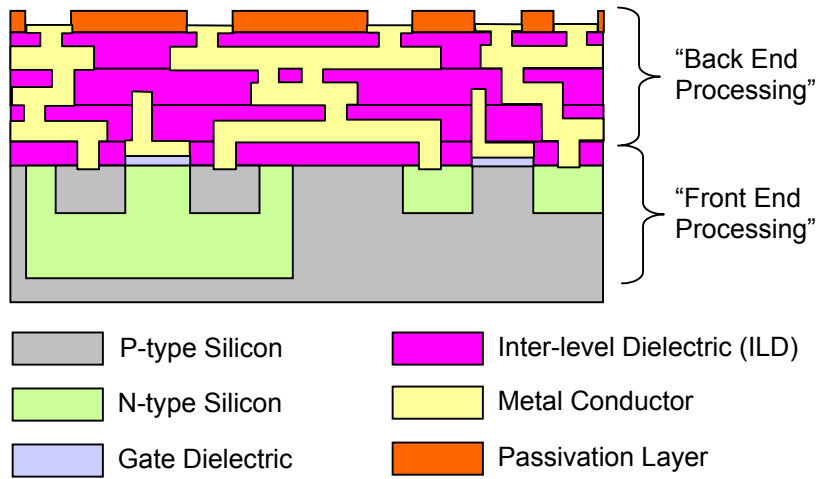 “Back End
Processing”
“Front End
Processing”
P-type Silicon
Inter-level Dielectric (ILD)
N-type Silicon
Metal Conductor
Gate Dielectric
Passivation Layer